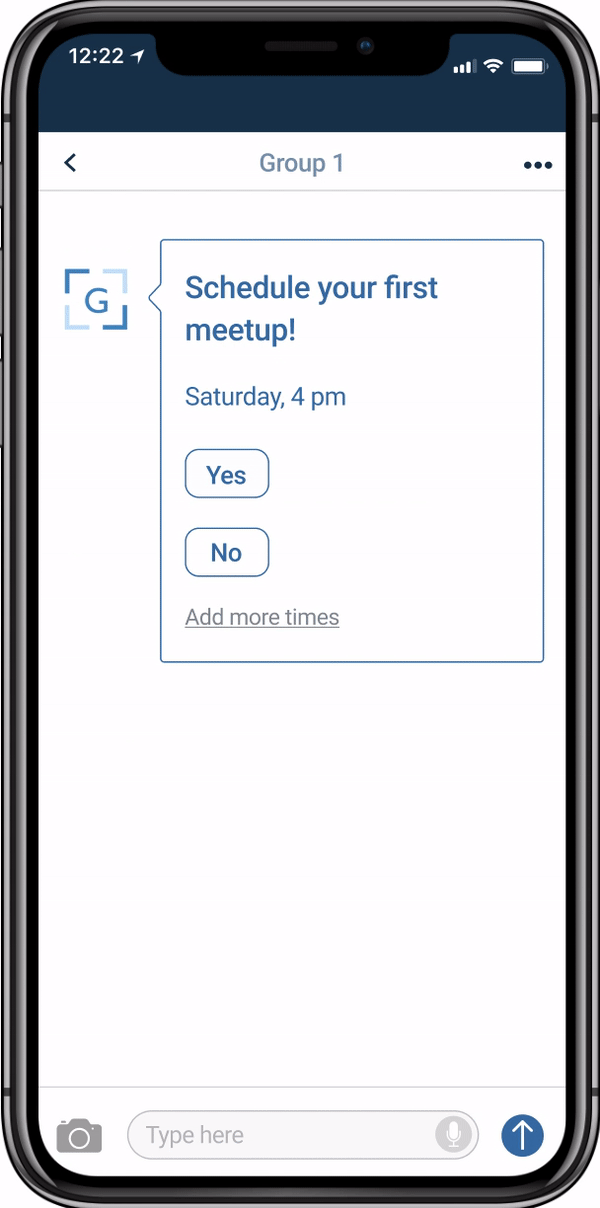 12:22
Group 1
G
Schedule your first
meetup!
Saturday, 4 pm
Yes
No
Add more times
Type here